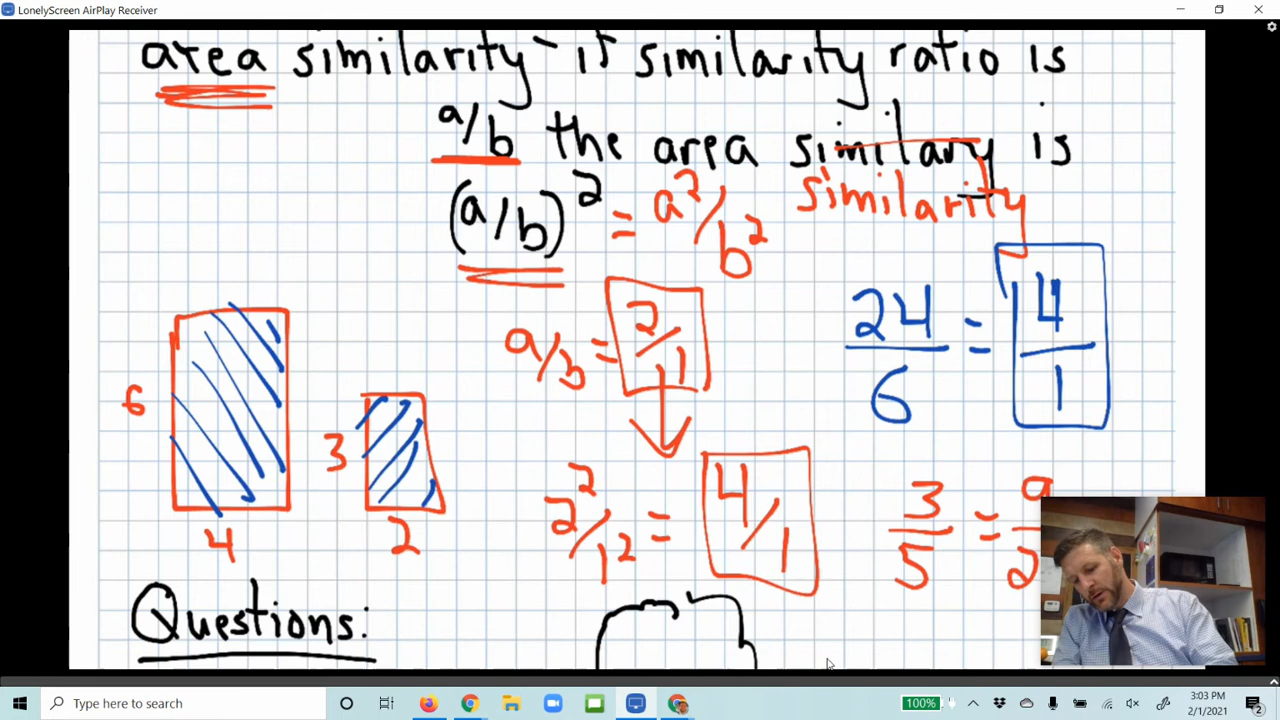 LonelyScreen AirPlay Receiver
area similarity - if similarity ratio is
a/b the area similary is
similarity
(a/b)² = a²/b²
a/b = 2/1
24/6 = 4/1
6
4
3
2
2²/1² = 4/1
3/5 =
Questions:
Type here to search
100%
3:03 PM
2/1/2021
2